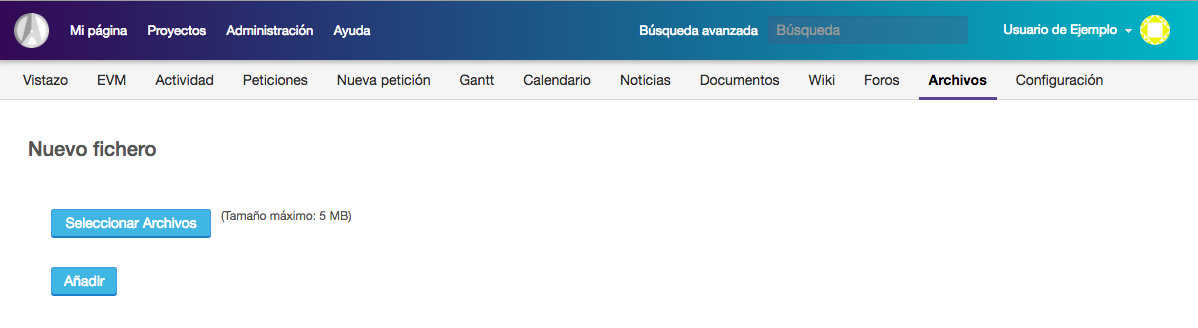 Mi página Proyectos Administración Ayuda Búsqueda avanzada Búsqueda Usuario de Ejemplo
Vistazo EVM Actividad Peticiones Nueva petición Gantt Calendario Noticias Documentos Wiki Foros Archivos Configuración
Nuevo fichero
Seleccionar Archivos (Tamaño máximo: 5 MB)
Añadir